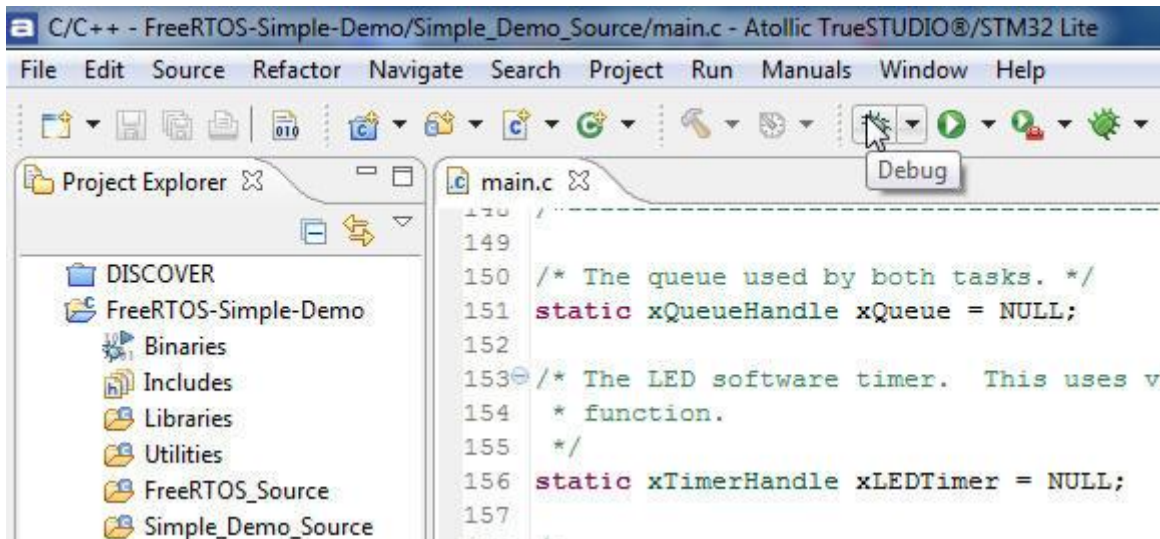 C/C++ - FreeRTOS-Simple-Demo/Simple_Demo_Source/main.c - Atollic TrueSTUDIO®/STM32 Lite
File Edit Source Refactor Navigate Search Project Run Manuals Window Help
010
Debug
Project Explorer
main.c
149
150 /* The queue used by both tasks. */
151 static xQueueHandle xQueue = NULL;
152
153 /* The LED software timer.  This uses v
154  * function.
155  */
156 static xTimerHandle xLEDTimer = NULL;
157
DISCOVER
FreeRTOS-Simple-Demo
Binaries
Includes
Libraries
Utilities
FreeRTOS_Source
Simple_Demo_Source